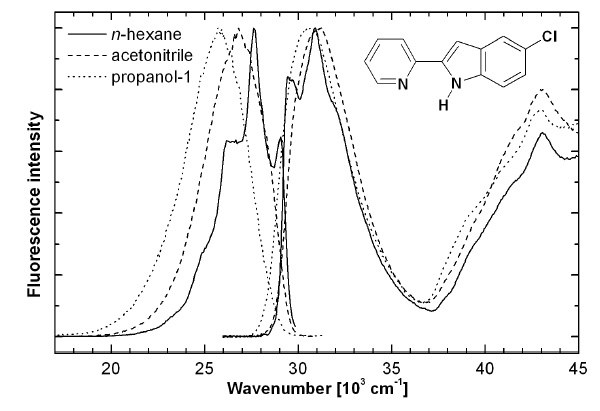 n-hexane
acetonitrile
propanol-1
Cl
N
N
H
Fluorescence intensity
20 25 30 35 40 45
Wavenumber [10³ cm⁻¹]